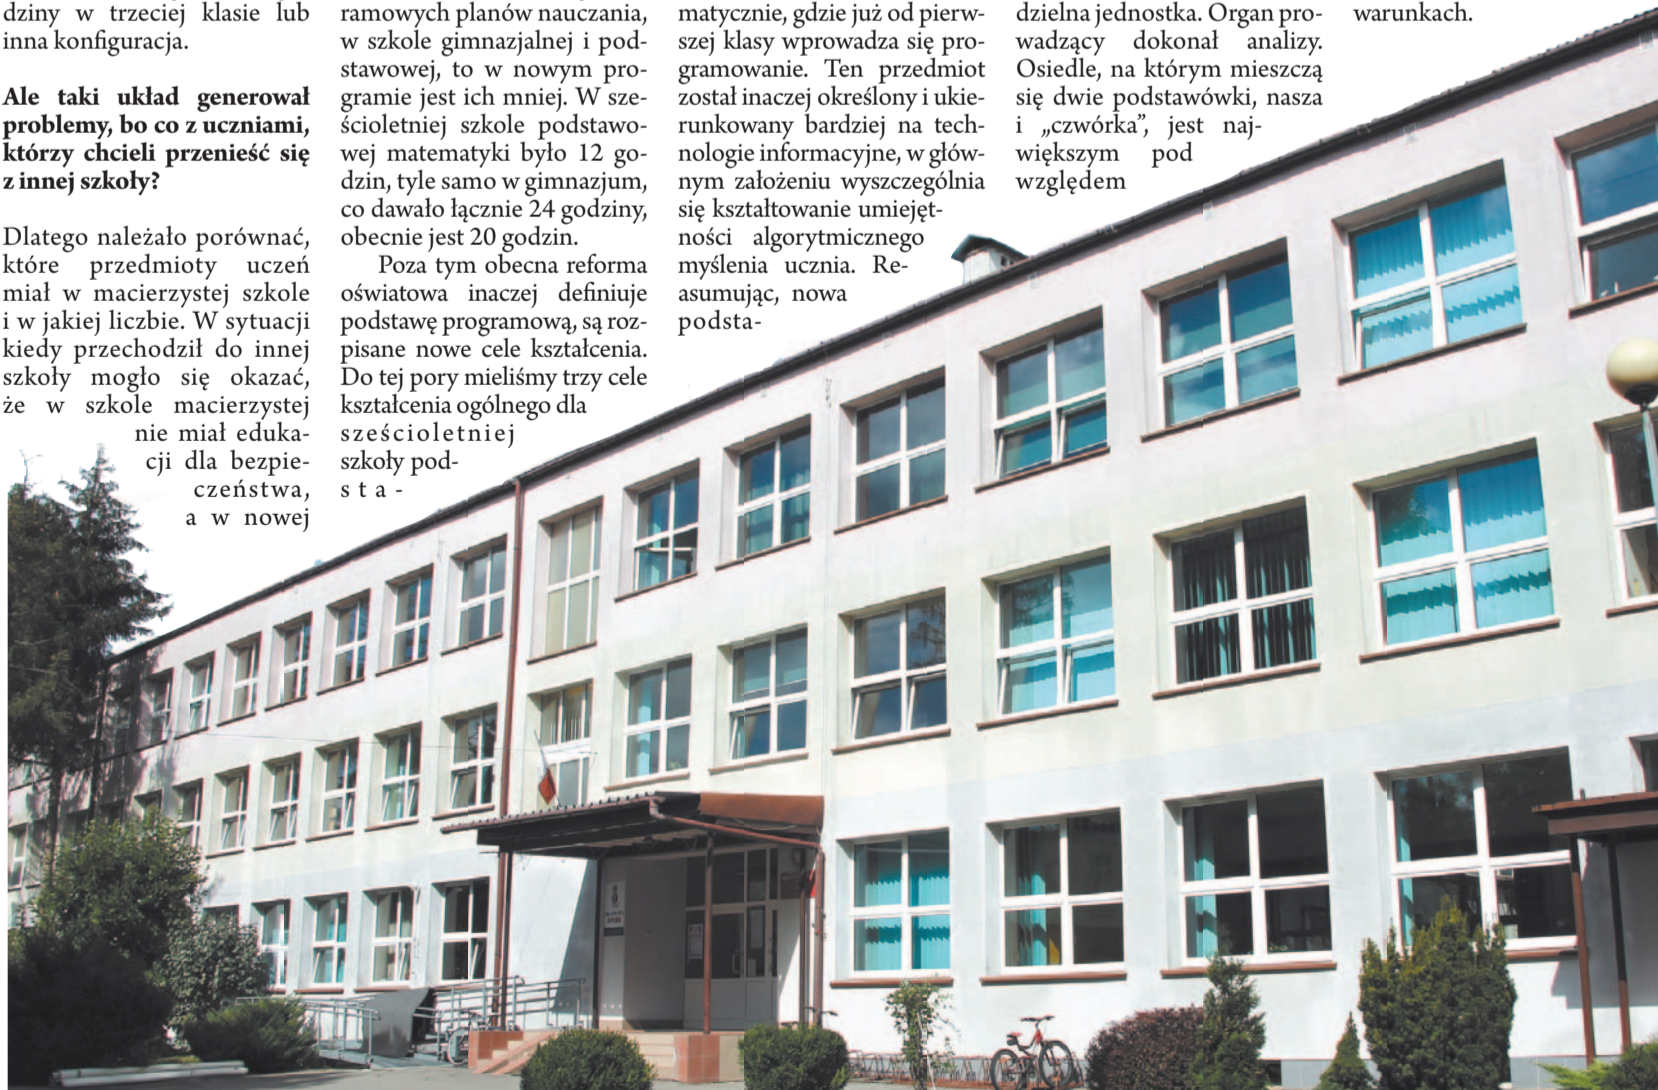 dziny w trzeciej klasie lub
inna konfiguracja.
Ale taki układ generował
problemy, bo co z uczniami,
którzy chcieli przenieść się
z innej szkoły?
Dlatego należało porównać,
które przedmioty uczeń
miał w macierzystej szkole
i w jakiej liczbie. W sytuacji
kiedy przechodził do innej
szkoły mogło się okazać,
że w szkole macierzystej
nie miał eduka-
cji dla bezpie-
czeństwa,
a w nowej
ramowych planów nauczania,
w szkole gimnazjalnej i pod-
stawowej, to w nowym pro-
gramie jest ich mniej. W sze-
ścioletniej szkole podstawo-
wej matematyki było 12 go-
dzin, tyle samo w gimnazjum,
co dawało łącznie 24 godziny,
obecnie jest 20 godzin.
Poza tym obecna reforma
oświatowa inaczej definiuje
podstawę programową, są roz-
pisane nowe cele kształcenia.
Do tej pory mieliśmy trzy cele
kształcenia ogólnego dla
sześcioletniej
szkoły pod-
sta-
matycznie, gdzie już od pierw-
szej klasy wprowadza się pro-
gramowanie. Ten przedmiot
został inaczej określony i ukie-
runkowany bardziej na tech-
nologie informacyjne, w głów-
nym założeniu wyszczególnia
się kształtowanie umiejęt-
ności algorytmicznego
myślenia ucznia. Re-
asumując, nowa
podsta-
dzielna jednostka. Organ pro-
wadzący dokonał analizy.
Osiedle, na którym mieszczą
się dwie podstawówki, nasza
i „czwórka”, jest naj-
większym pod
względem
warunkach.